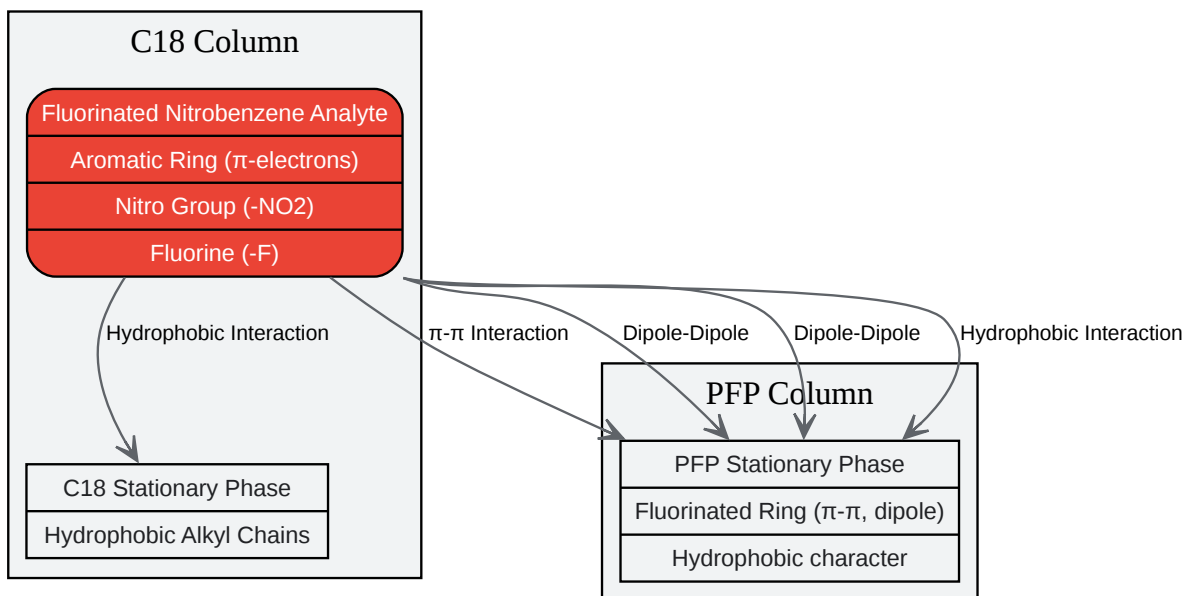 C18 Column
Fluorinated Nitrobenzene Analyte
Aromatic Ring (π-electrons)
Nitro Group (-NO2)
Fluorine (-F)
Hydrophobic Interaction
π-π Interaction
Dipole-Dipole
Dipole-Dipole
Hydrophobic Interaction
PFP Column
C18 Stationary Phase
Hydrophobic Alkyl Chains
PFP Stationary Phase
Fluorinated Ring (π-π, dipole)
Hydrophobic character